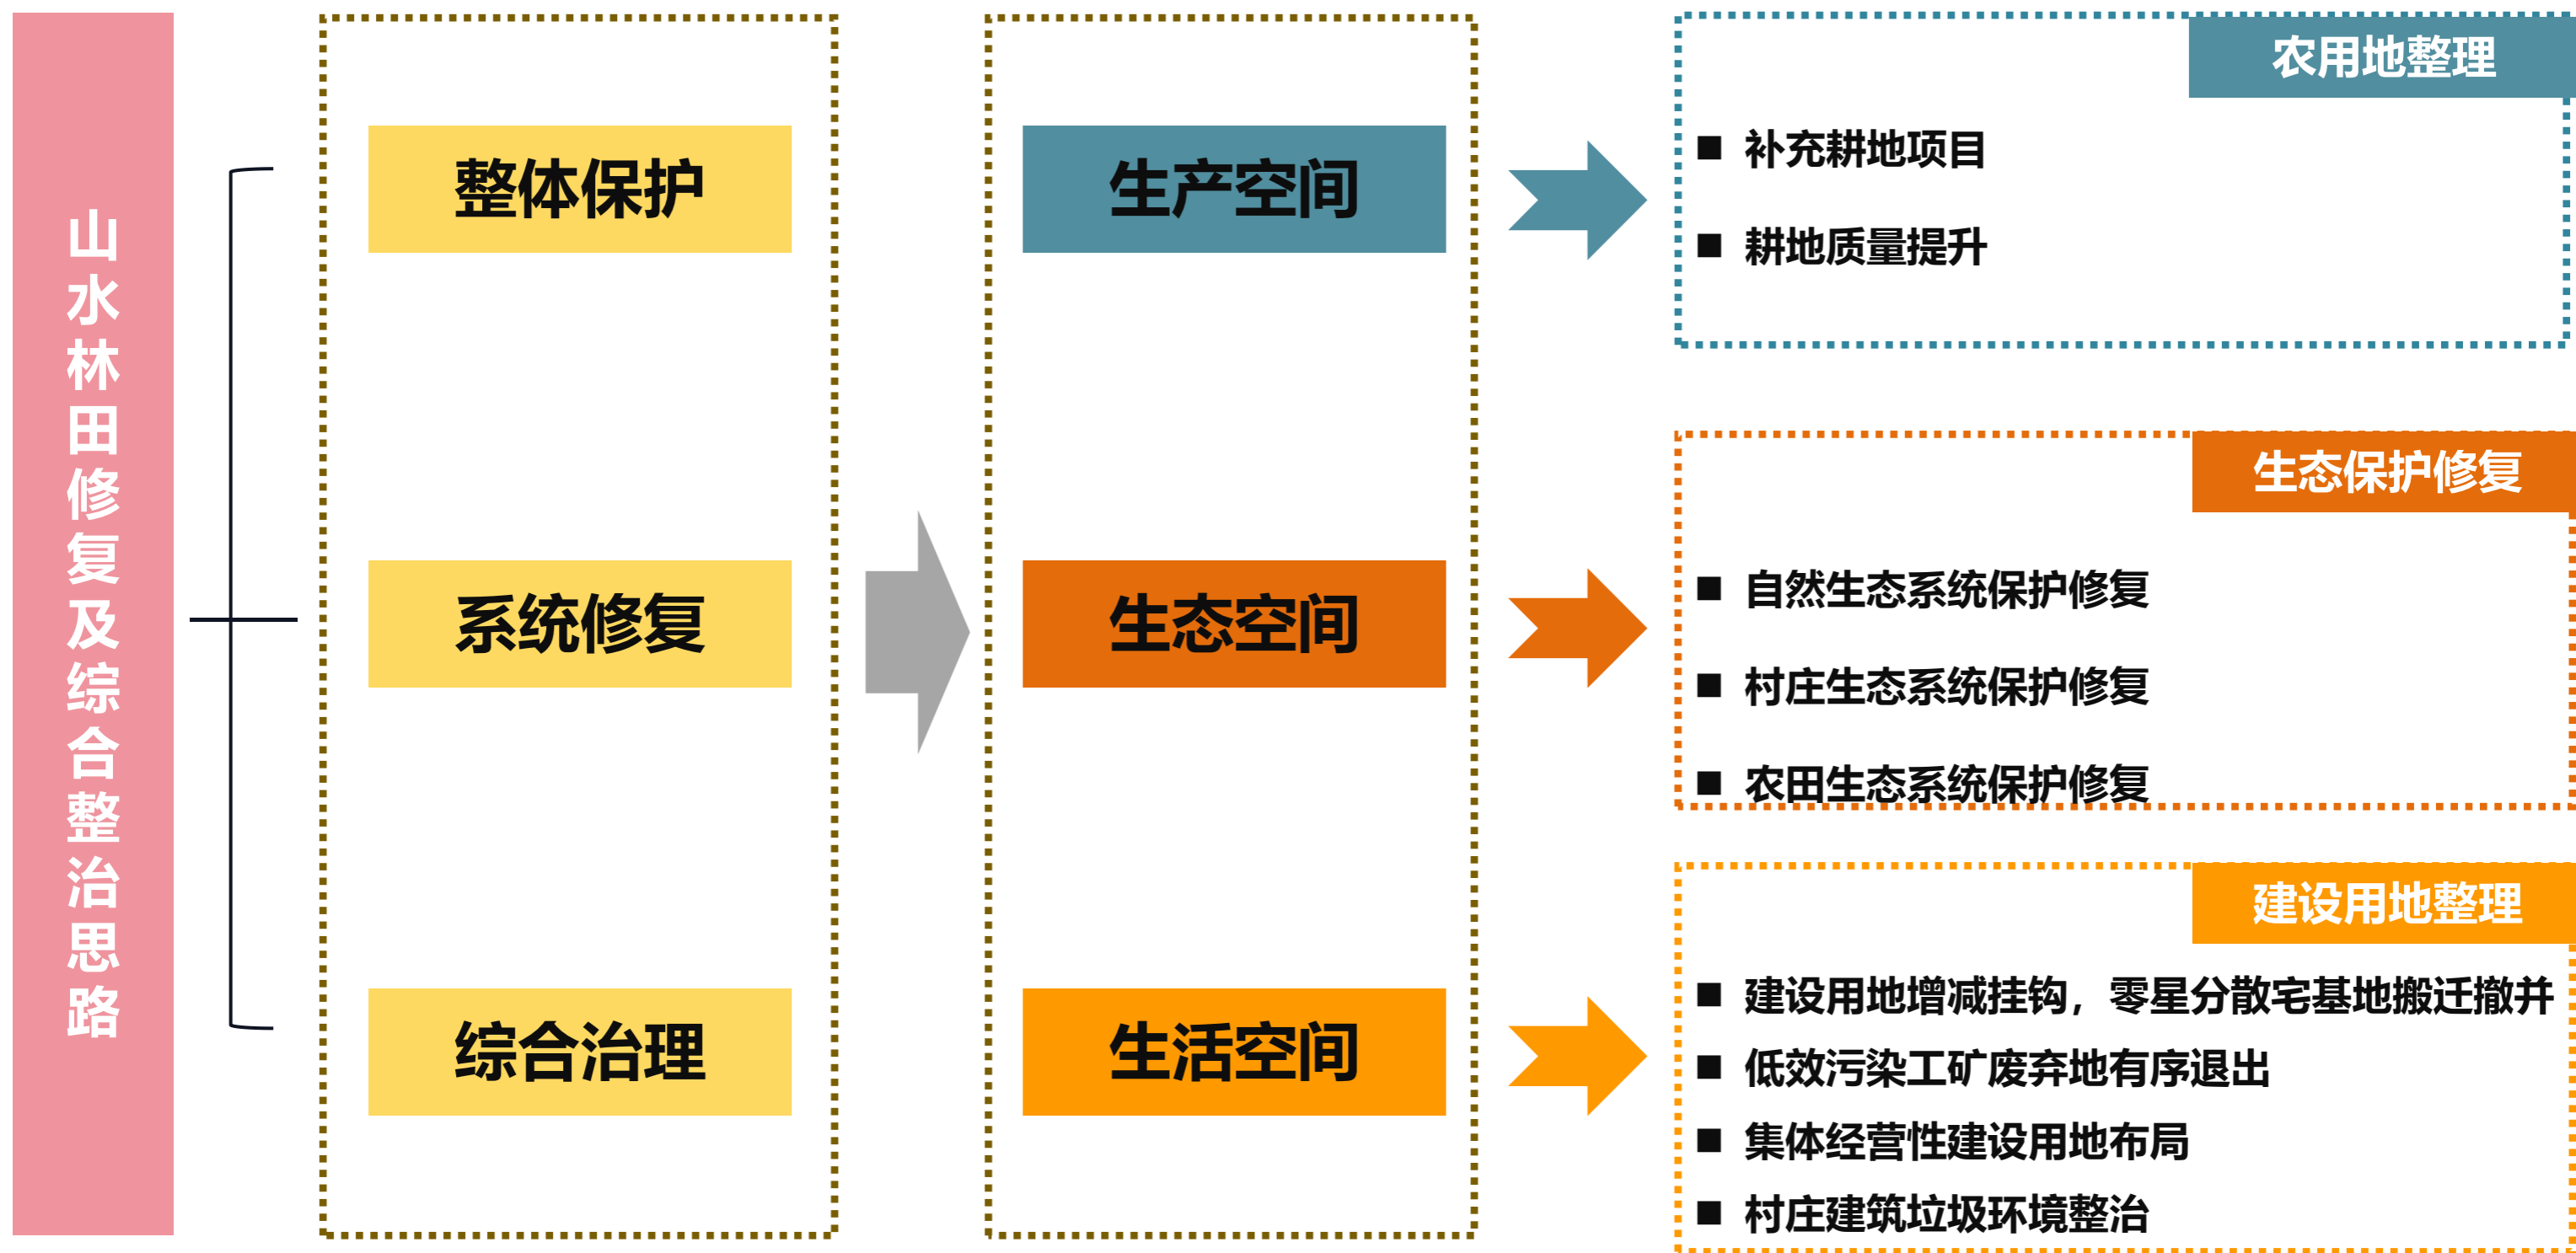 山水林田修复及综合整治思路
整体保护
系统修复
综合治理
生产空间
生态空间
生活空间
农用地整理
■ 补充耕地项目
■ 耕地质量提升
生态保护修复
■ 自然生态系统保护修复
■ 村庄生态系统保护修复
■ 农田生态系统保护修复
建设用地整理
■ 建设用地增减挂钩，零星分散宅基地搬迁撤并
■ 低效污染工矿废弃地有序退出
■ 集体经营性建设用地布局
■ 村庄建筑垃圾环境整治